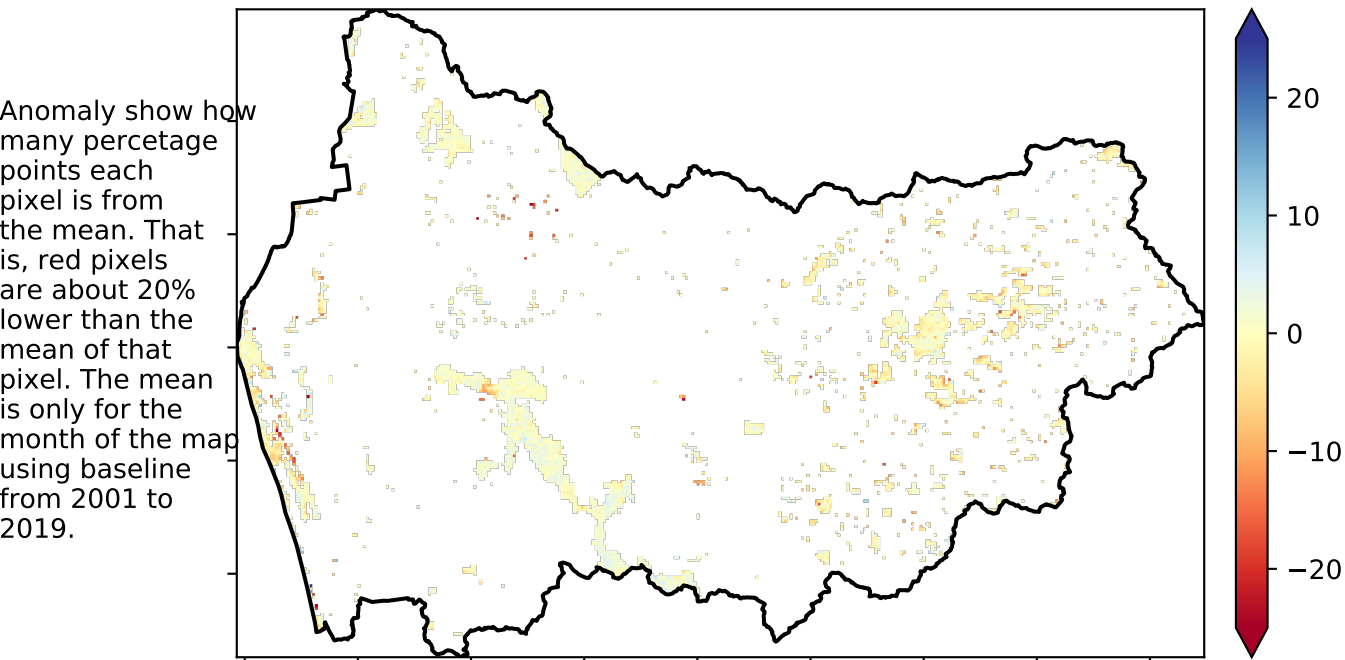 Anomaly show how
many percetage
points each
pixel is from
the mean. That
is, red pixels
are about 20%
lower than the
mean of that
pixel. The mean
is only for the
month of the map
using baseline
from 2001 to
2019.
20
10
0
−10
−20